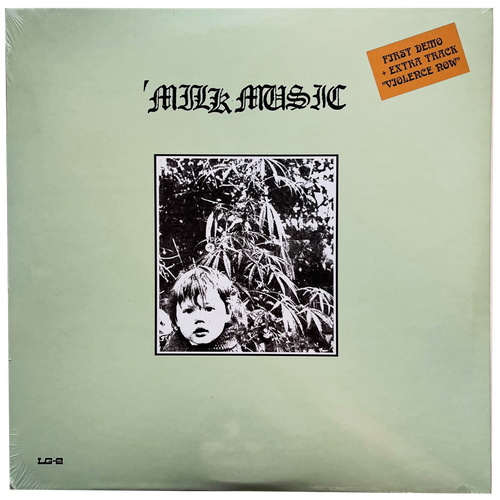 FIRST DEMO
+ EXTRA TRACK
"VIOLENCE NOW"
'MILK MUSIC
LG-2